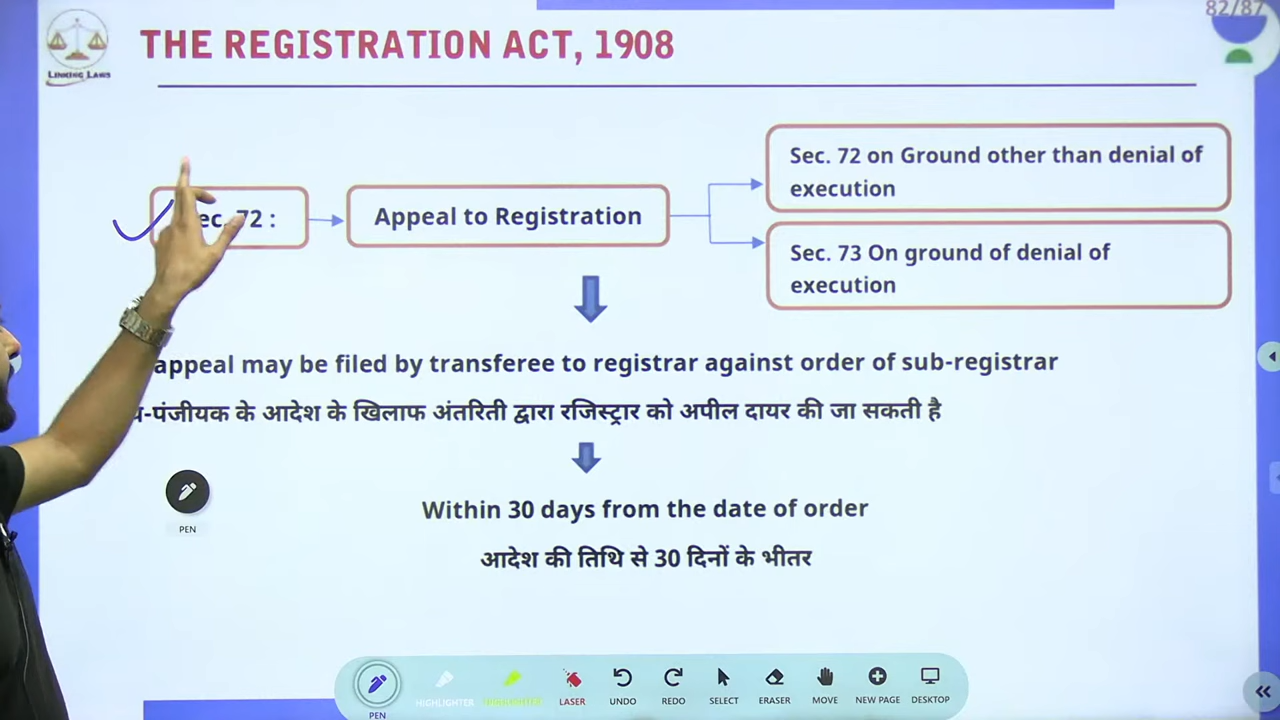 82/87
LINKING LAWS
THE REGISTRATION ACT, 1908
Sec. 72 on Ground other than denial of
execution
72 :
Appeal to Registration
Sec. 73 On ground of denial of
execution
appeal may be filed by transferee to registrar against order of sub-registrar
-पंजीयक के आदेश के खिलाफ अंतरिती द्वारा रजिस्ट्रार को अपील दायर की जा सकती है
PEN
Within 30 days from the date of order
आदेश की तिथि से 30 दिनों के भीतर
PEN
HIGHLIGHTER
HIGHLIGHTER
LASER
UNDO
REDO
SELECT
ERASER
MOVE
NEW PAGE
DESKTOP